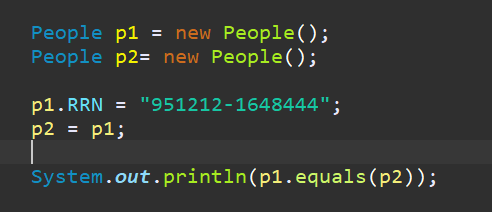 People p1 = new People();
People p2= new People();
p1.RRN = "951212-1648444";
p2 = p1;
System.out.println(p1.equals(p2));